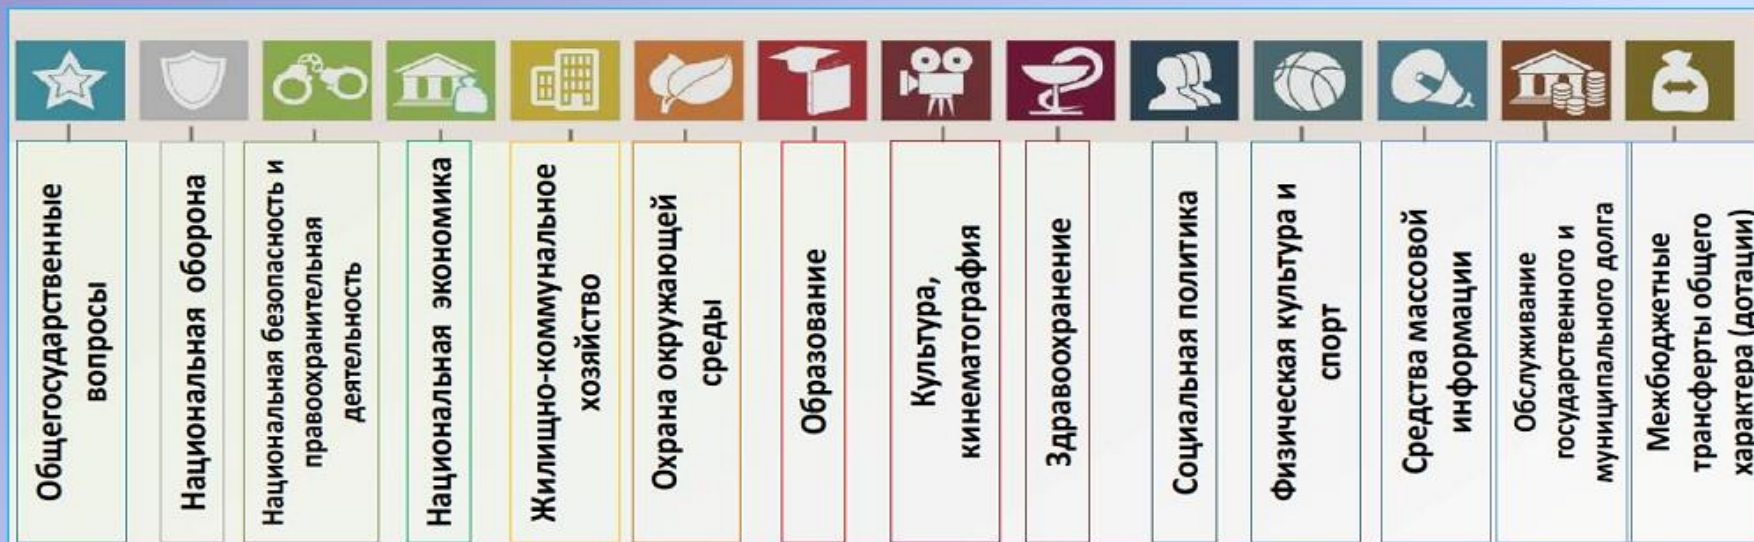 Общегосударственные
вопросы
Национальная оборона
Национальная безопасность и
правоохранительная
деятельность
Национальная экономика
Жилищно-коммунальное
хозяйство
Охрана окружающей
среды
Образование
Культура,
кинематография
Здравоохранение
Социальная политика
Физическая культура и
спорт
Средства массовой
информации
Обслуживание
государственного и
муниципального долга
Межбюджетные
трансферты общего
характера (дотации)